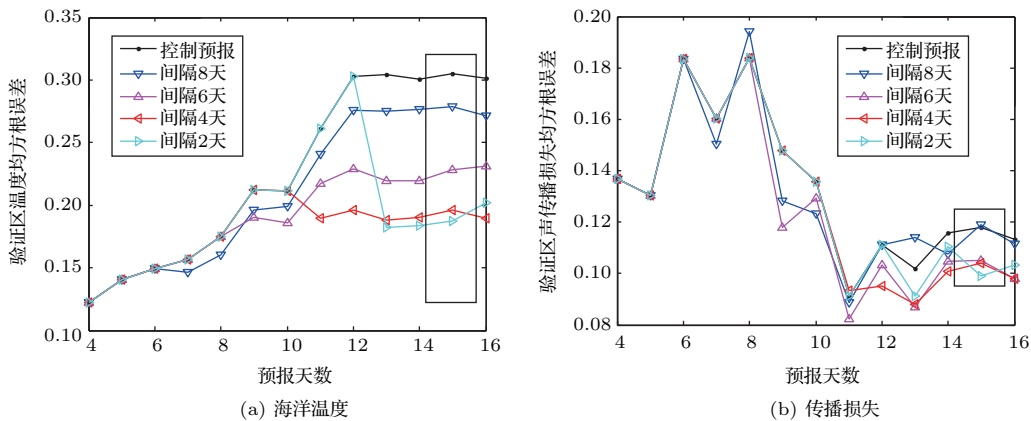 0.35
0.30
0.25
0.20
0.15
0.10
验证区温度均方根误差
控制预报
间隔8天
间隔6天
间隔4天
间隔2天
4 6 8 10 12 14 16
预报天数
(a) 海洋温度
0.20
0.18
0.16
0.14
0.12
0.10
0.08
验证区声传播损失均方根误差
控制预报
间隔8天
间隔6天
间隔4天
间隔2天
4 6 8 10 12 14 16
预报天数
(b) 传播损失